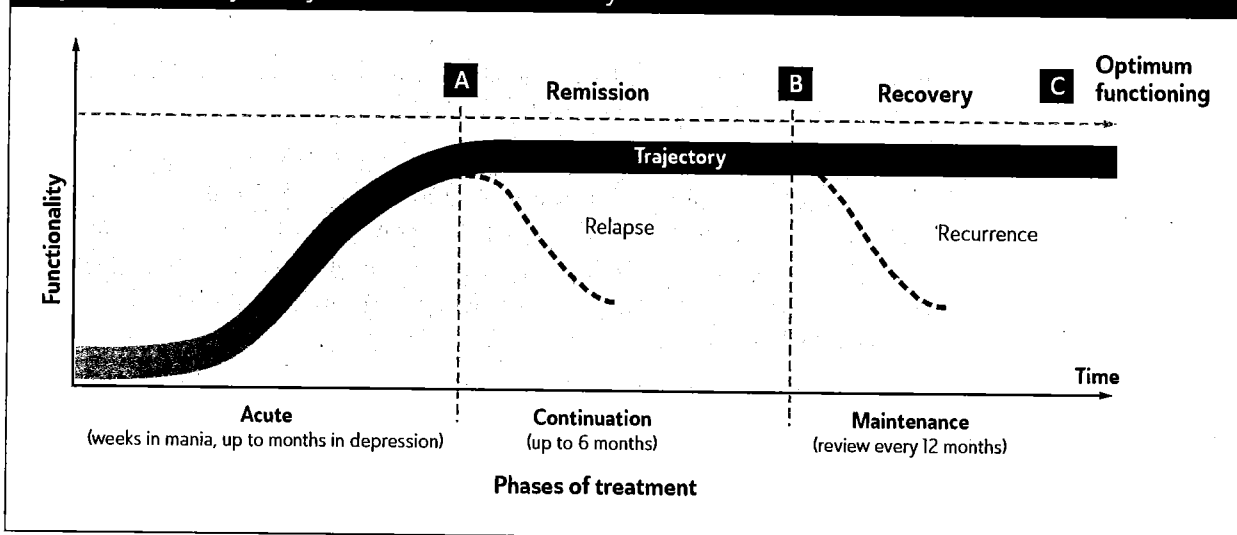 A
Remission
B
Recovery
C
Optimum
functioning
Trajectory
Functionality
Relapse
Recurrence
Time
Acute
(weeks in mania, up to months in depression)
Continuation
(up to 6 months)
Maintenance
(review every 12 months)
Phases of treatment